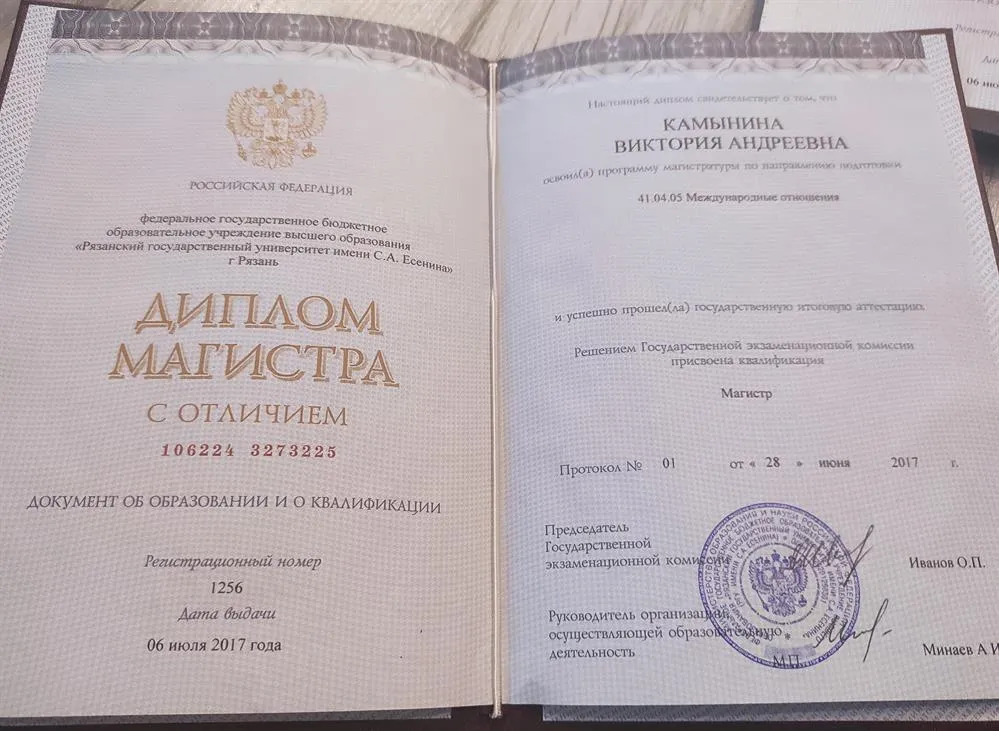 РОССИЙСКАЯ ФЕДЕРАЦИЯ
федеральное государственное бюджетное
образовательное учреждение высшего образования
«Рязанский государственный университет имени С.А. Есенина»
г Рязань
ДИПЛОМ
МАГИСТРА
С ОТЛИЧИЕМ
106224 3273225
ДОКУМЕНТ ОБ ОБРАЗОВАНИИ И О КВАЛИФИКАЦИИ
Регистрационный номер
1256
Дата выдачи
06 июля 2017 года
Настоящий диплом свидетельствует о том, что
КАМЫНИНА
ВИКТОРИЯ АНДРЕЕВНА
освоил(а) программу магистратуры по направлению подготовки
41.04.05 Международные отношения
и успешно прошел(ла) государственную итоговую аттестацию.
Решением Государственной экзаменационной комиссии
присвоена квалификация
Магистр
Протокол № 01 от « 28 » июня 2017 г.
Председатель
Государственной
экзаменационной комиссии
Иванов О.П.
Руководитель организации,
осуществляющей образовательную
деятельность
Минаев А.И
М.П.
06